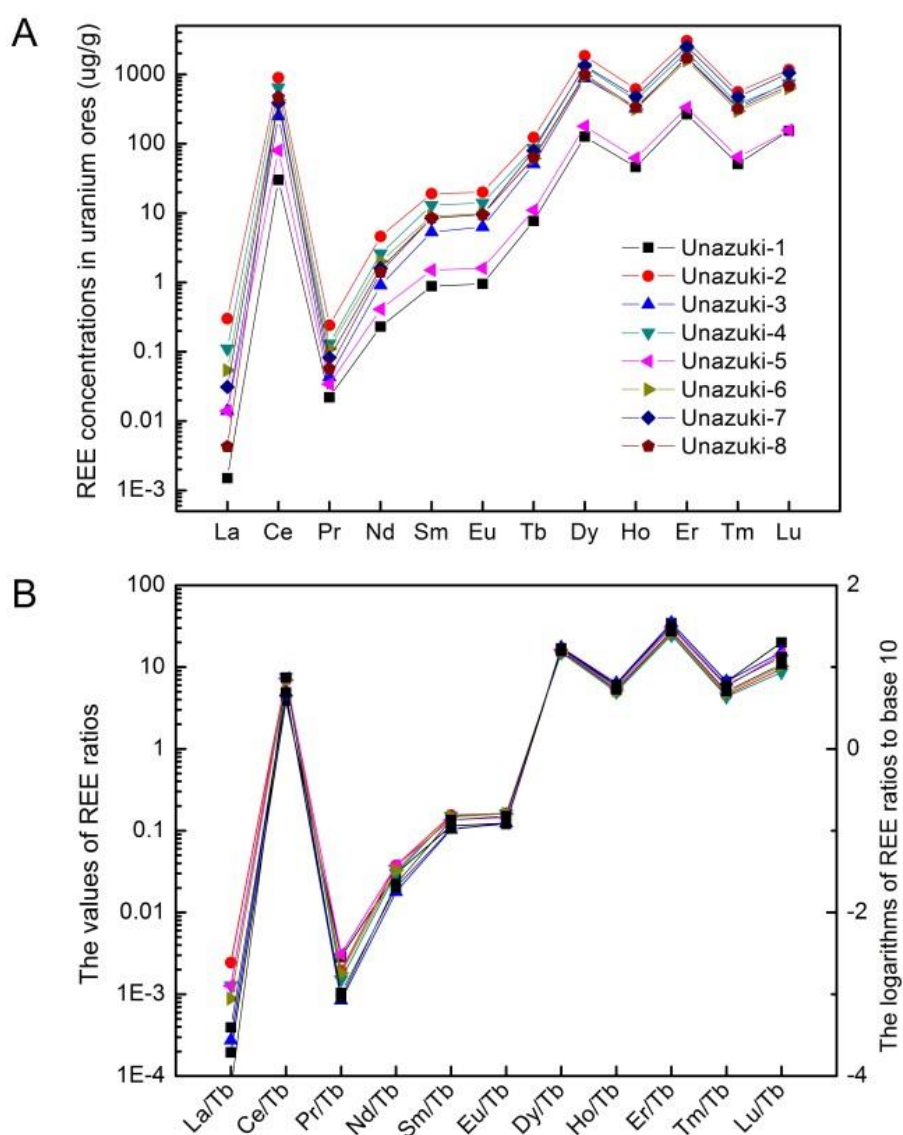 A
REE concentrations in uranium ores (ug/g)
1000
100
10
1
0.1
0.01
1E-3
Unazuki-1
Unazuki-2
Unazuki-3
Unazuki-4
Unazuki-5
Unazuki-6
Unazuki-7
Unazuki-8
La Ce Pr Nd Sm Eu Tb Dy Ho Er Tm Lu
B
The values of REE ratios
100
10
1
0.1
0.01
1E-3
1E-4
2
0
-2
-4
The logarithms of REE ratios to base 10
La/Tb Ce/Tb Pr/Tb Nd/Tb Sm/Tb Eu/Tb Dy/Tb Ho/Tb Er/Tb Tm/Tb Lu/Tb